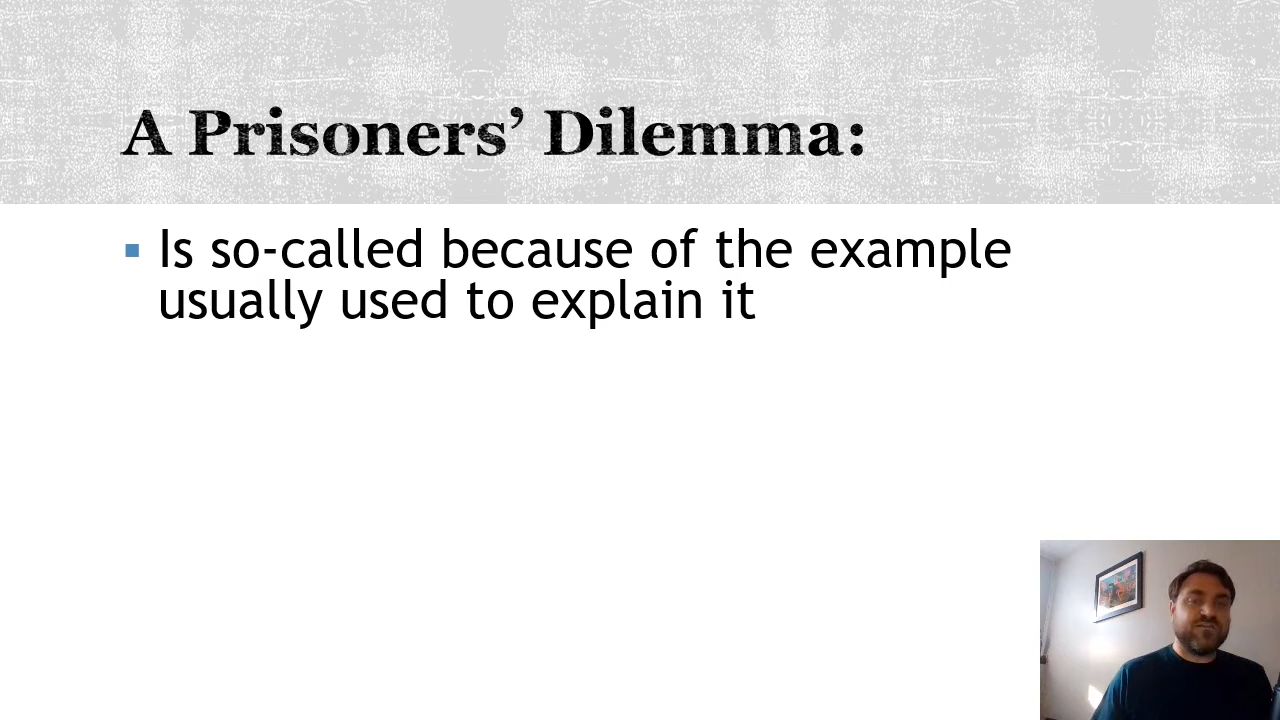 A Prisoners’ Dilemma:
Is so-called because of the example
usually used to explain it